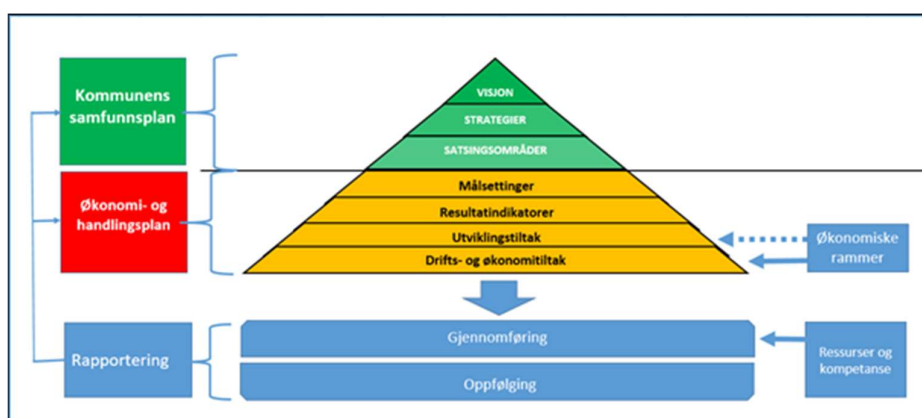 Kommunens
samfunnsplan
VISJON
STRATEGIER
SATSINGSOMRÅDER
Økonomi- og
handlingsplan
Målsettinger
Resultatindikatorer
Utviklingstiltak
Drifts- og økonomitiltak
Økonomiske
rammer
Rapportering
Gjennomføring
Oppfølging
Ressurser og
kompetanse